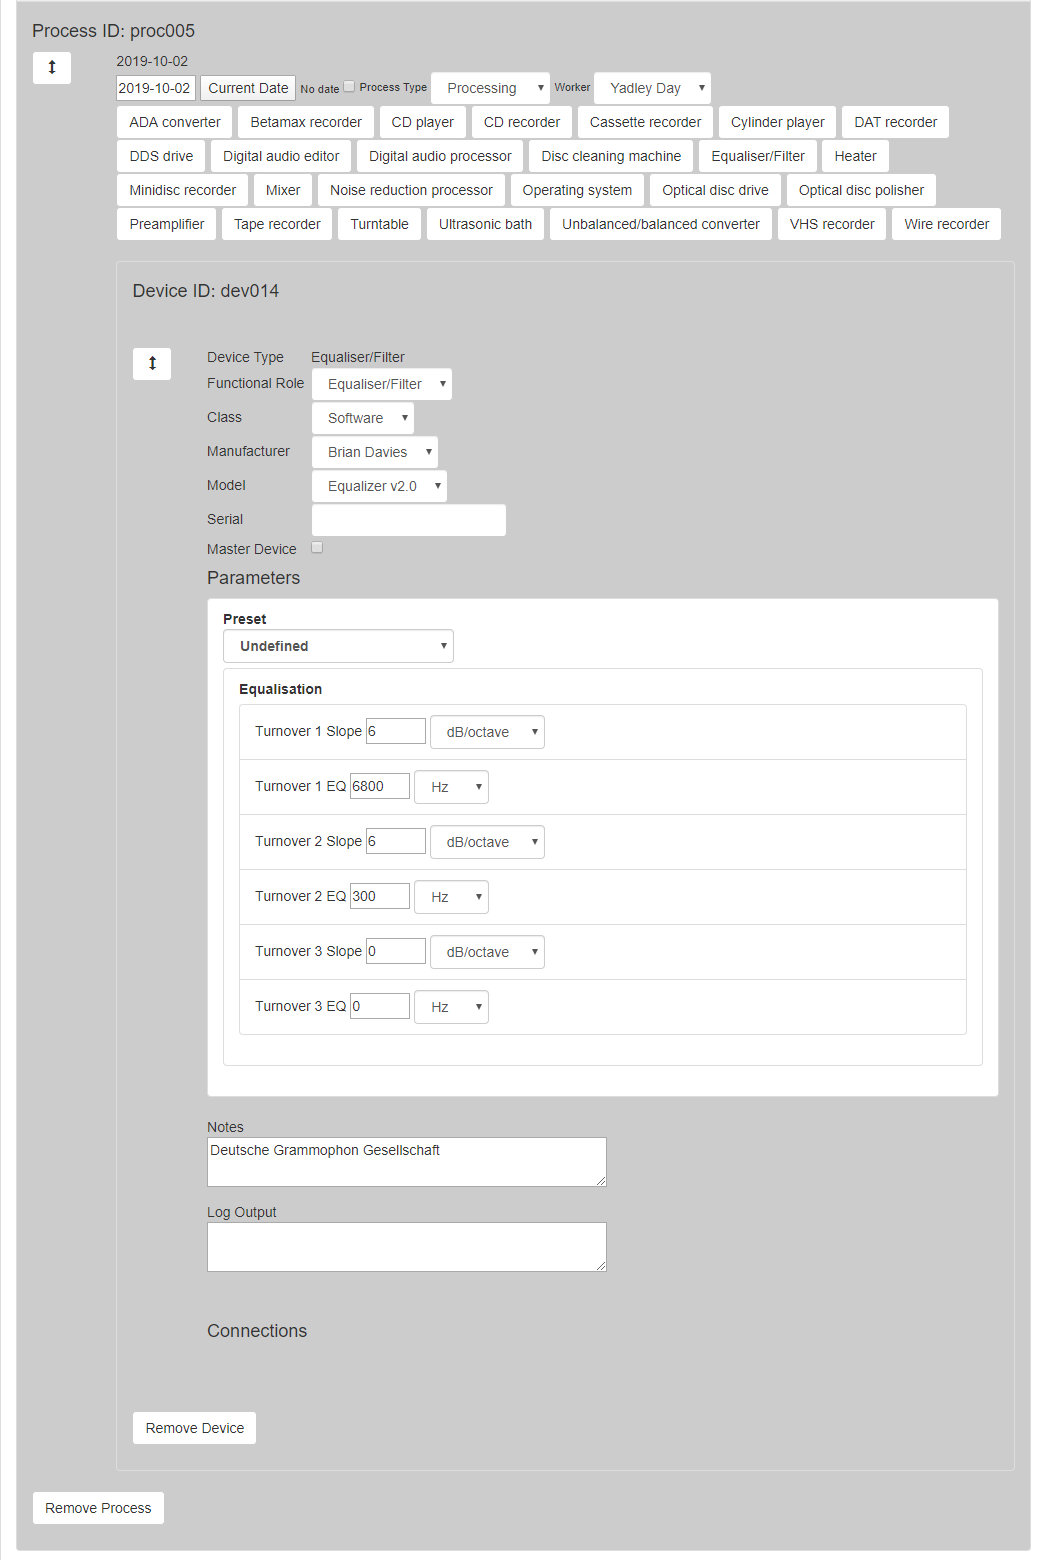 Process ID: proc005
2019-10-02
2019-10-02 Current Date No date Process Type Processing Worker Yadley Day
ADA converter Betamax recorder CD player CD recorder Cassette recorder Cylinder player DAT recorder
DDS drive Digital audio editor Digital audio processor Disc cleaning machine Equaliser/Filter Heater
Minidisc recorder Mixer Noise reduction processor Operating system Optical disc drive Optical disc polisher
Preamplifier Tape recorder Turntable Ultrasonic bath Unbalanced/balanced converter VHS recorder Wire recorder
Device ID: dev014
Device Type Equaliser/Filter
Functional Role Equaliser/Filter
Class Software
Manufacturer Brian Davies
Model Equalizer v2.0
Serial
Master Device
Parameters
Preset
Undefined
Equalisation
Turnover 1 Slope 6 dB/octave
Turnover 1 EQ 6800 Hz
Turnover 2 Slope 6 dB/octave
Turnover 2 EQ 300 Hz
Turnover 3 Slope 0 dB/octave
Turnover 3 EQ 0 Hz
Notes
Deutsche Grammophon Gesellschaft
Log Output
Connections
Remove Device
Remove Process